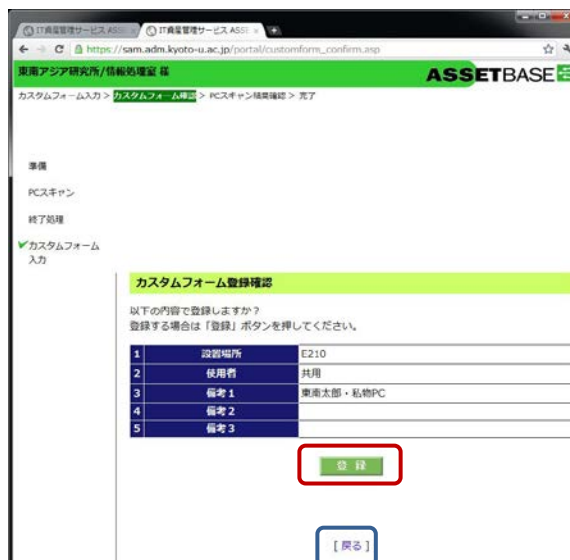 IT資産管理サービス ASSE
IT資産管理サービス ASSE
https://sam.adm.kyoto-u.ac.jp/portal/customform_confirm.asp
東南アジア研究所/情報処理室 様
ASSETBASE
カスタムフォーム入力 > カスタムフォーム確認 > PCスキャン結果確認 > 完了
準備
PCスキャン
終了処理
カスタムフォーム
入力
カスタムフォーム登録確認
以下の内容で登録しますか?
登録する場合は「登録」ボタンを押してください。
1 設置場所 E210
2 使用者 共用
3 備考1 東南太郎・私物PC
4 備考2
5 備考3
登 録
[ 戻る ]